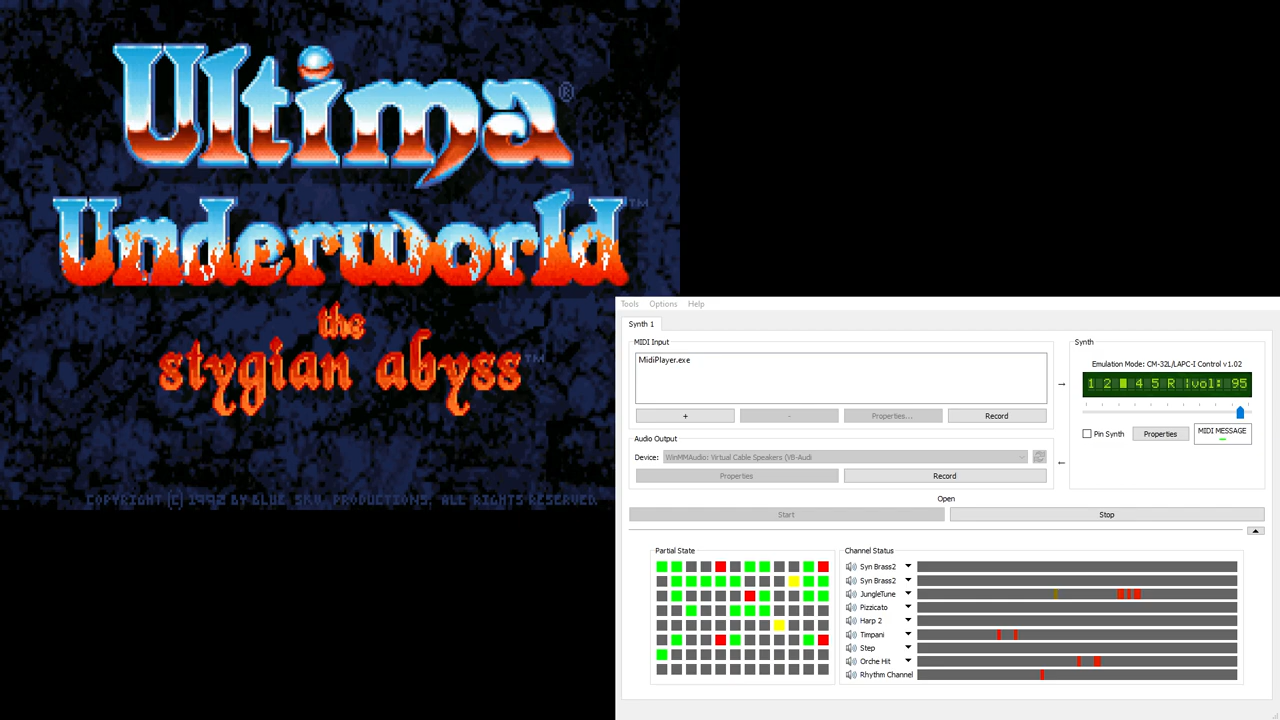 Ultima®
Underworld™
the
stygian abyss™
COPYRIGHT (C) 1992 BY BLUE SKY PRODUCTIONS. ALL RIGHTS RESERVED.
Tools Options Help
Synth 1
MIDI Input
MidiPlayer.exe
+ - Properties... Record
Audio Output
Device: WinMMAudio: Virtual Cable Speakers (VB-Audi
Properties Record
Synth
Emulation Mode: CM-32L/LAPC-I Control v1.02
1 2 █ 4 5 R |vol: 95
Pin Synth Properties MIDI MESSAGE
Open
Start Stop
Partial State
Channel Status
Syn Brass2
Syn Brass2
JungleTune
Pizzicato
Harp 2
Timpani
Step
Orche Hit
Rhythm Channel